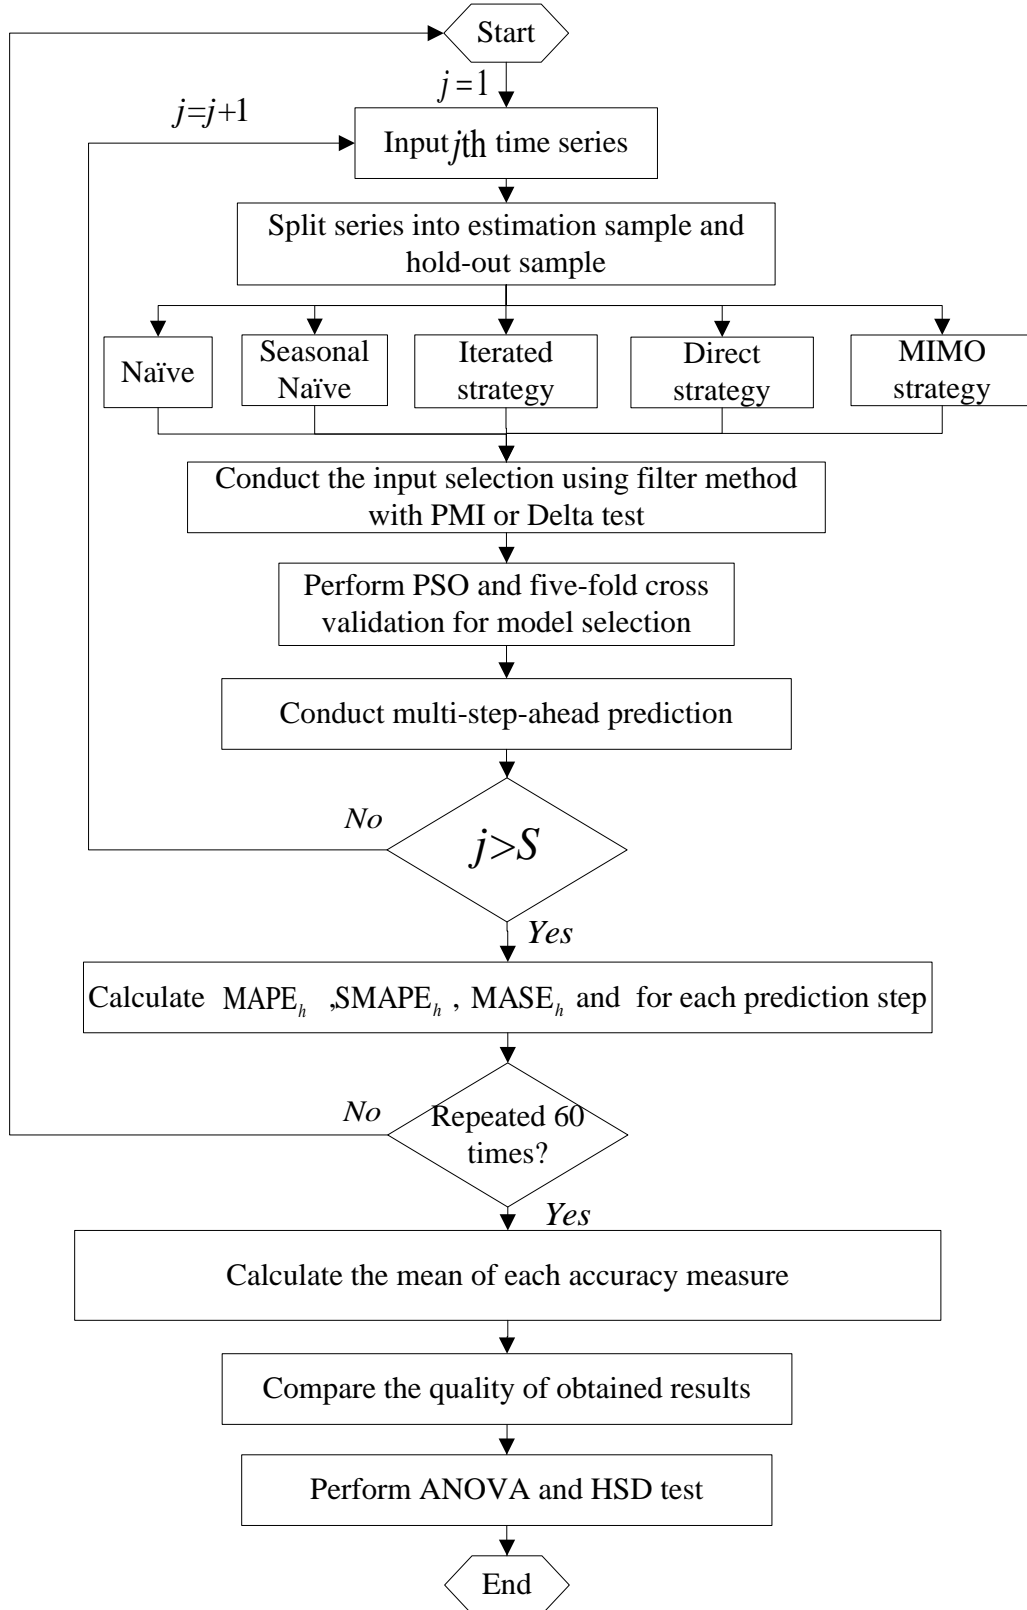 Start
j = 1
j=j+1
Input jth time series
Split series into estimation sample and
hold-out sample
Naïve
Seasonal
Naïve
Iterated
strategy
Direct
strategy
MIMO
strategy
Conduct the input selection using filter method
with PMI or Delta test
Perform PSO and five-fold cross
validation for model selection
Conduct multi-step-ahead prediction
No
j>S
Yes
Calculate MAPE_h ,SMAPE_h , MASE_h and for each prediction step
No
Repeated 60
times?
Yes
Calculate the mean of each accuracy measure
Compare the quality of obtained results
Perform ANOVA and HSD test
End